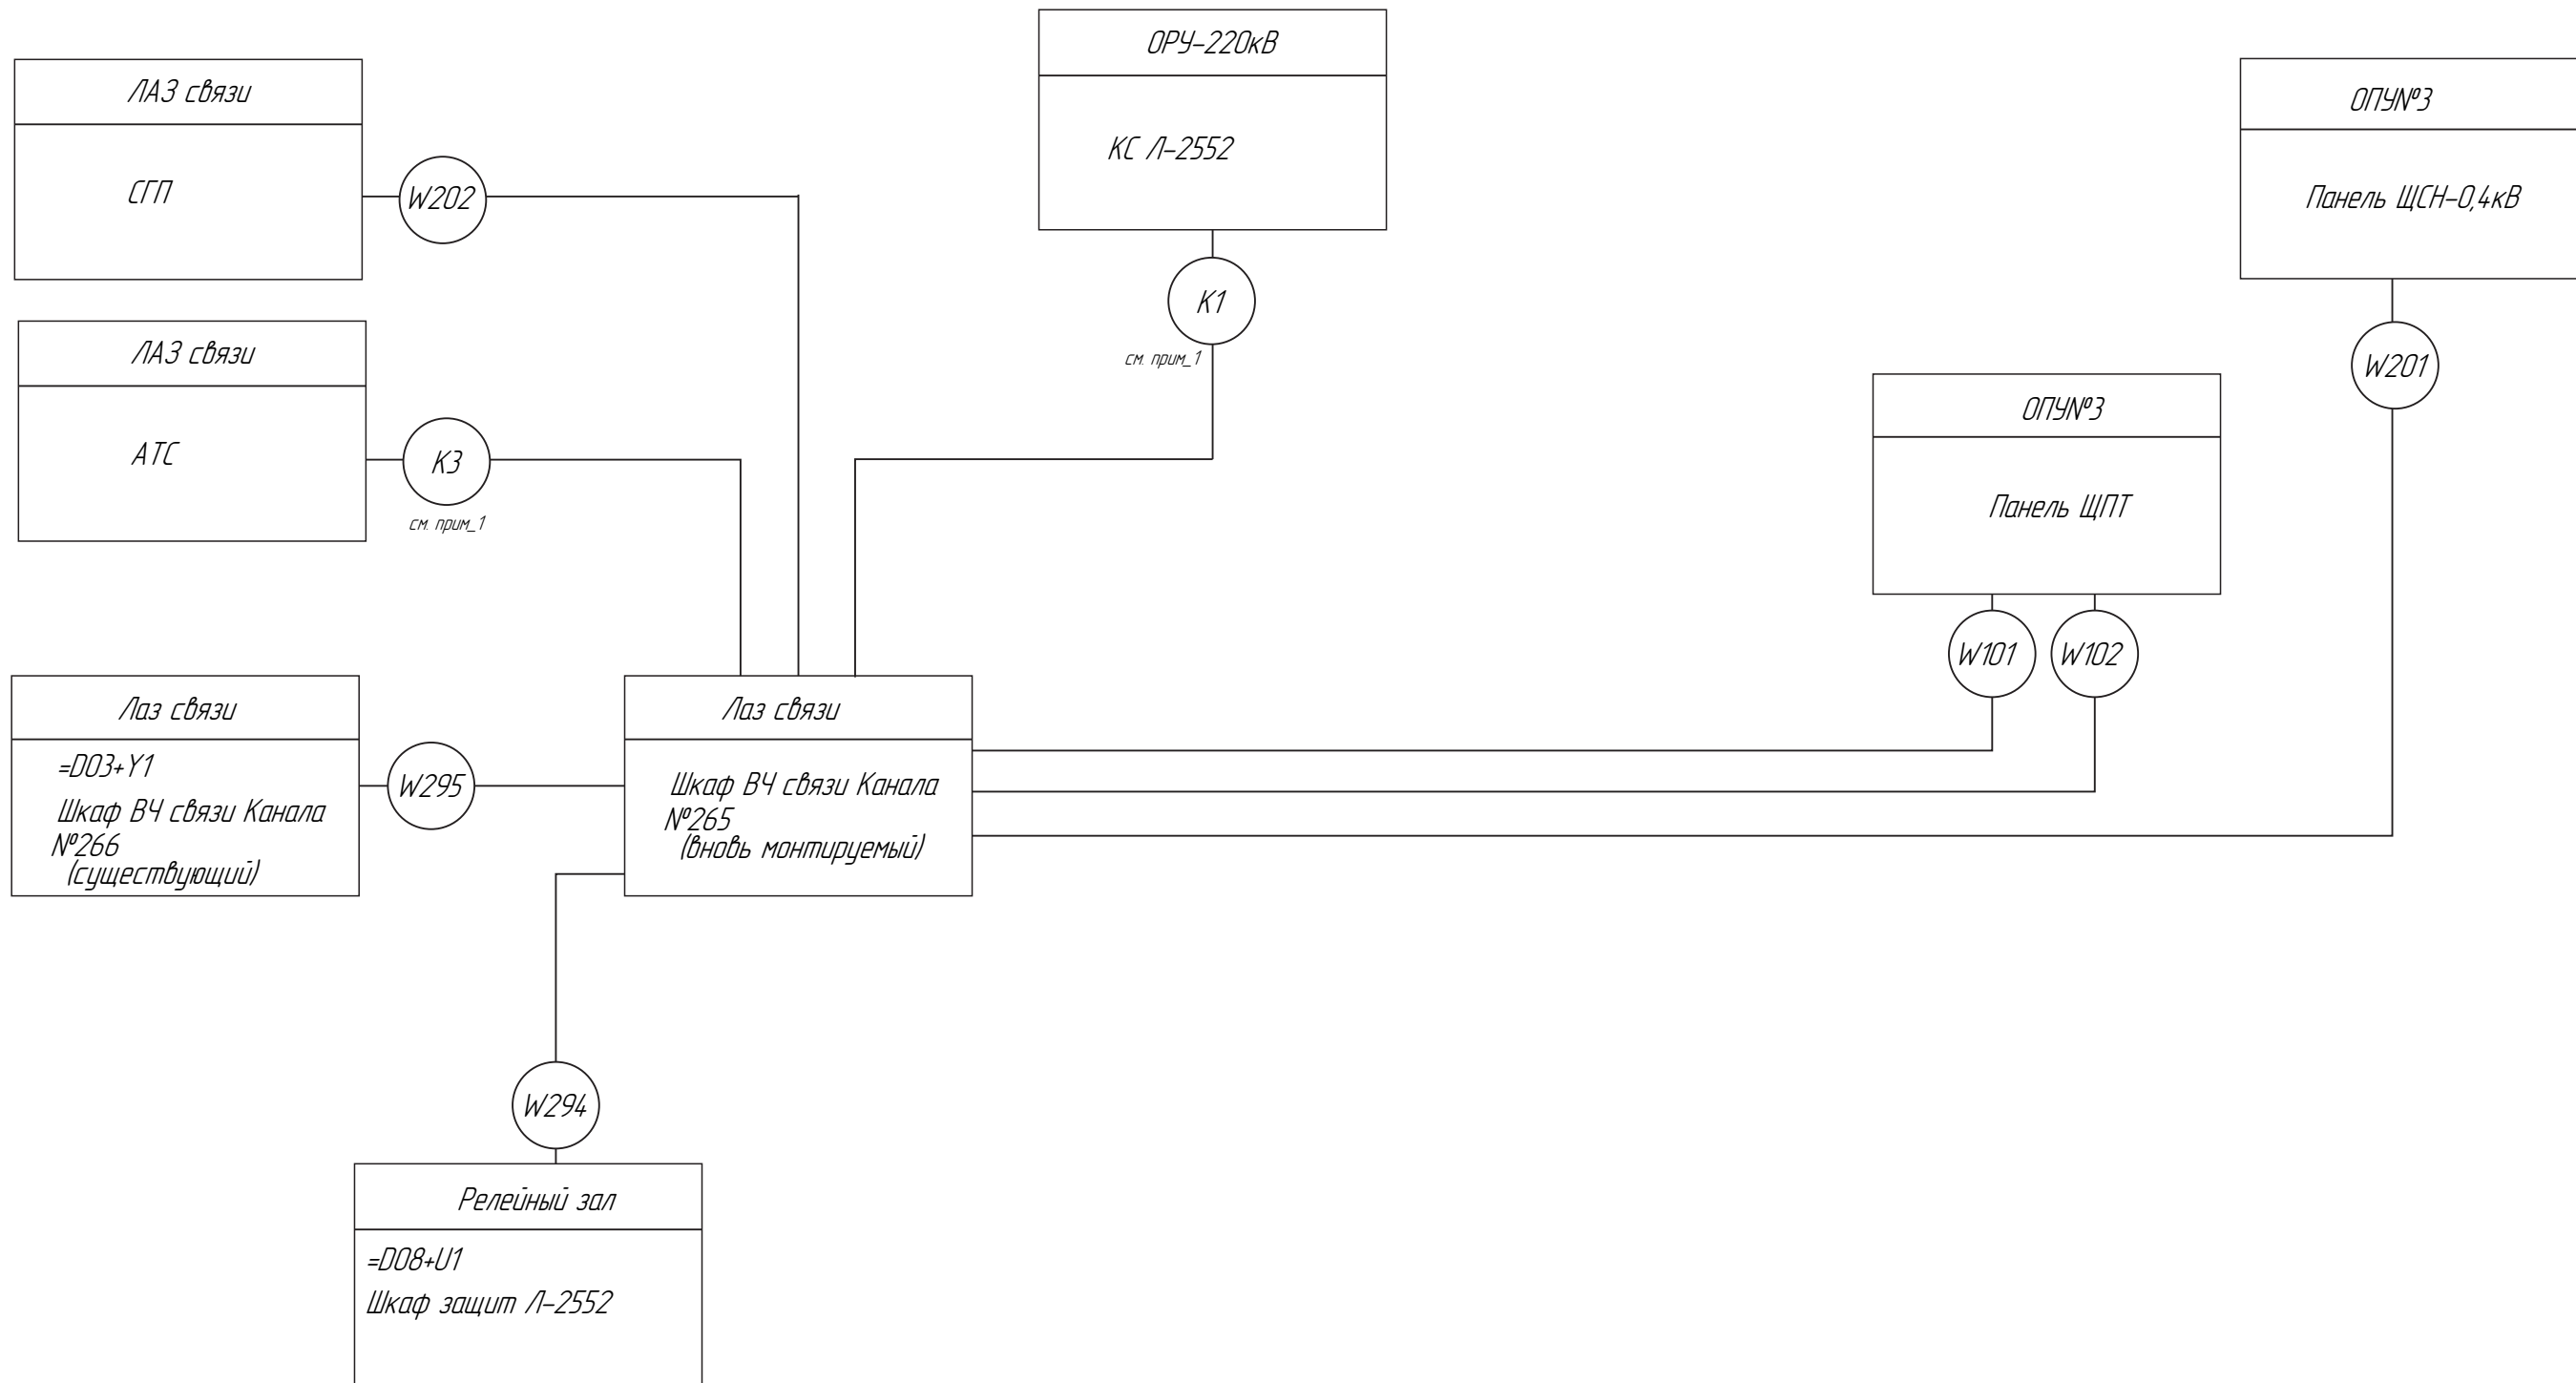 ОРУ-220кВ
КС Л-2552
К1
см. прим_1
ЛАЗ связи
СГП
W202
ОПУ№3
Панель ЩСН-0,4кВ
W201
ЛАЗ связи
АТС
К3
см. прим_1
ОПУ№3
Панель ЩПТ
W101
W102
Лаз связи
=D03+Y1
Шкаф ВЧ связи Канала
№266
(существующий)
W295
Лаз связи
Шкаф ВЧ связи Канала
№265
(вновь монтируемый)
W294
Релейный зал
=D08+U1
Шкаф защит Л-2552